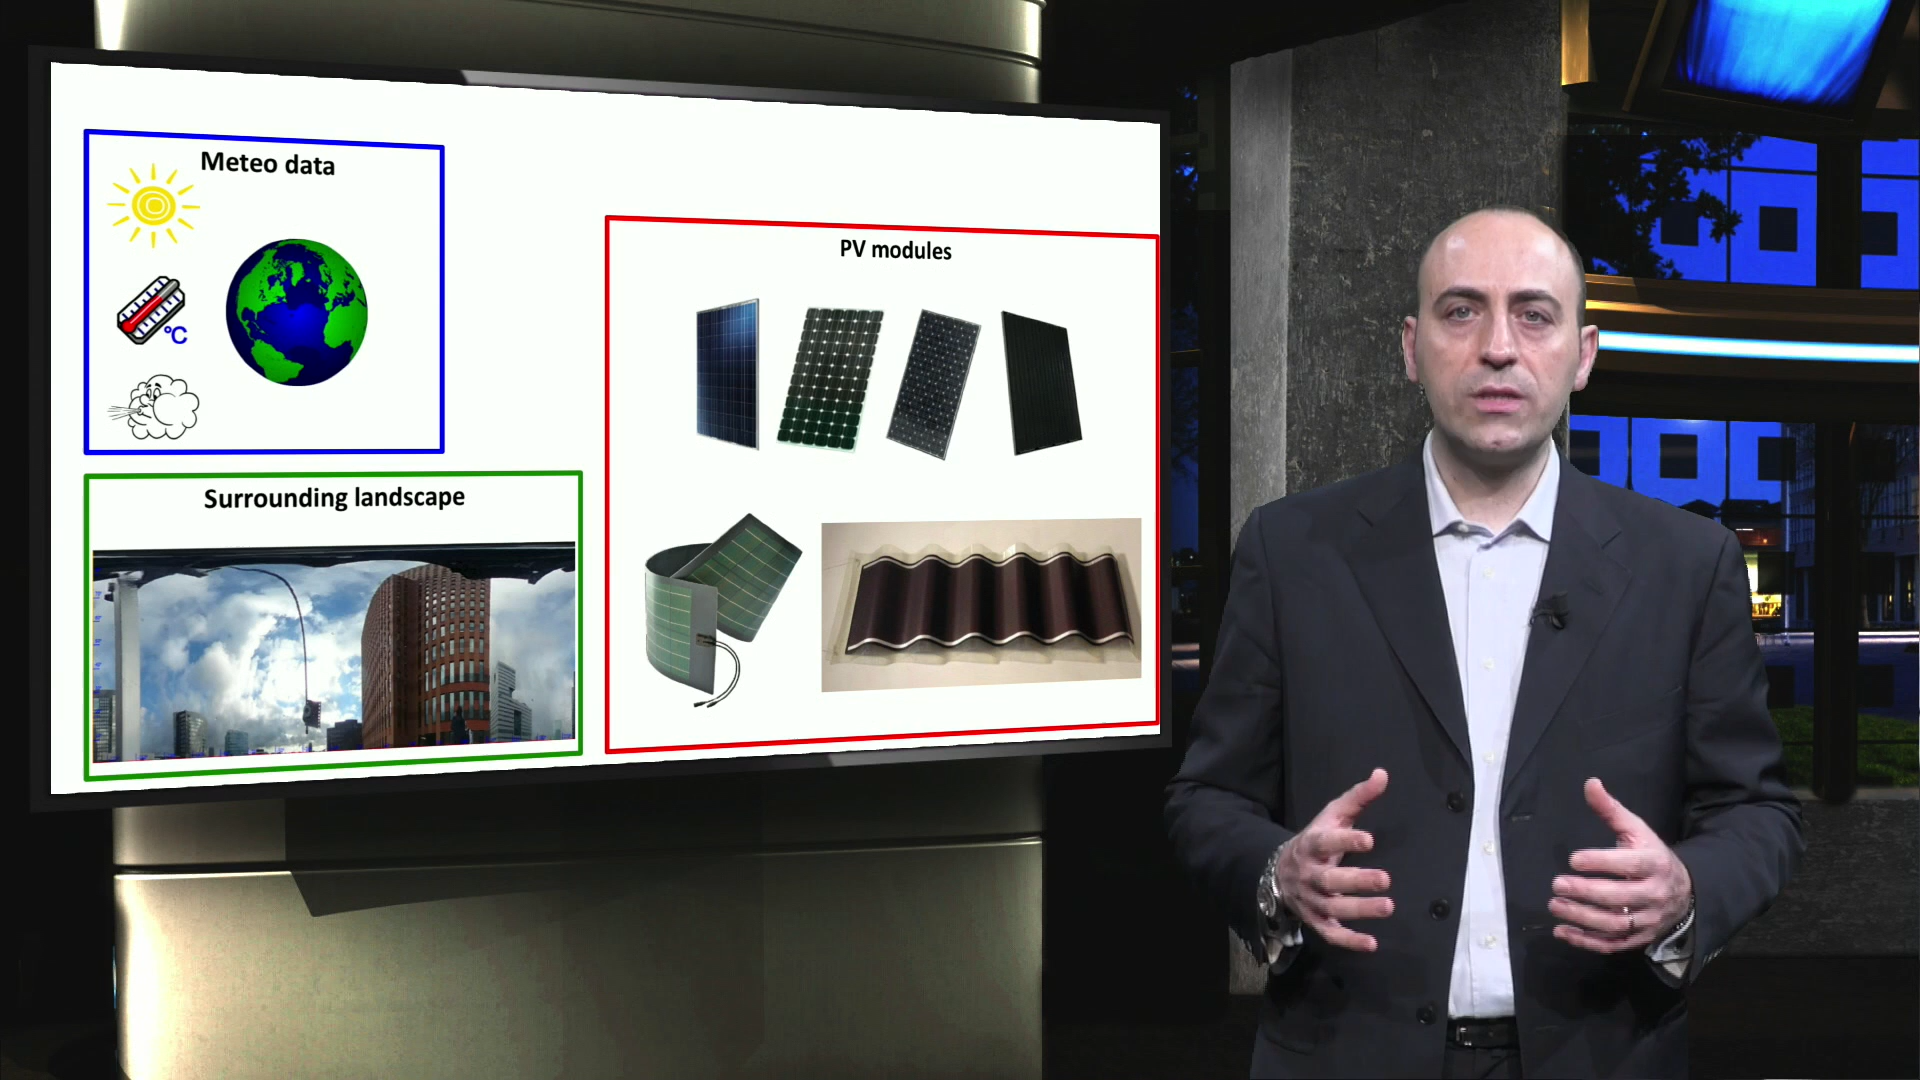 Meteo data
°C
Surrounding landscape
PV modules